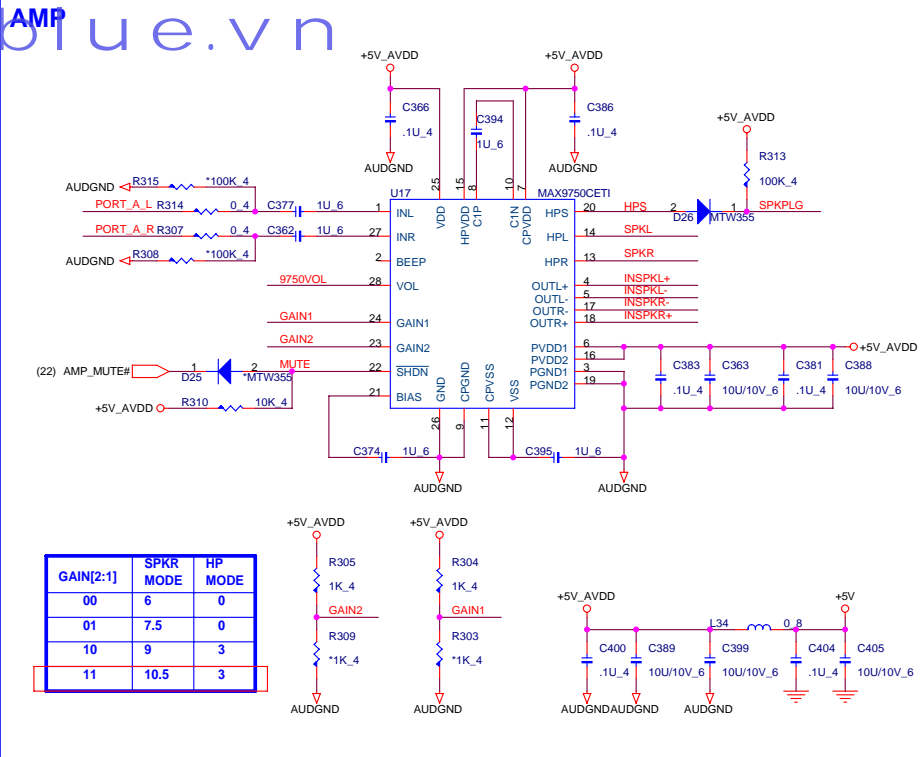 AMP
blue.vn
+5V_AVDD
+5V_AVDD
C366
.1U_4
C394
1U_6
C386
.1U_4
+5V_AVDD
R313
100K_4
AUDGND
AUDGND
AUDGND
R315
*100K_4
PORT_A_L
R314
0_4
C377
1U_6
PORT_A_R
R307
0_4
C362
1U_6
AUDGND
R308
*100K_4
9750VOL
GAIN1
GAIN2
MUTE
(22) AMP_MUTE#
1
D25
2
*MTW355
+5V_AVDD
R310
10K_4
U17
MAX9750CETI
25
15
8
10
7
VDD
HPVDD
C1P
C1N
CPVDD
1
INL
27
INR
2
BEEP
28
VOL
24
GAIN1
23
GAIN2
22
SHDN
21
BIAS
HPS
20
HPL
14
HPR
13
OUTL+
4
OUTL-
5
OUTR-
17
OUTR+
18
PVDD1
6
PVDD2
16
PGND1
3
PGND2
19
GND
CPGND
CPVSS
VSS
26
9
11
12
HPS
2
D26
1
MTW355
SPKPLG
SPKL
SPKR
INSPKL+
INSPKL-
INSPKR-
INSPKR+
+5V_AVDD
C383
.1U_4
C363
10U/10V_6
C381
.1U_4
C388
10U/10V_6
C374
1U_6
C395
1U_6
AUDGND
AUDGND
+5V_AVDD
R305
1K_4
GAIN2
R309
*1K_4
AUDGND
+5V_AVDD
R304
1K_4
GAIN1
R303
*1K_4
AUDGND
GAIN[2:1]
SPKR MODE
HP MODE
00
6
0
01
7.5
0
10
9
3
11
10.5
3
+5V_AVDD
+5V
L34
0_8
C400
.1U_4
C389
10U/10V_6
C399
10U/10V_6
C404
.1U_4
C405
10U/10V_6
AUDGND
AUDGND
AUDGND